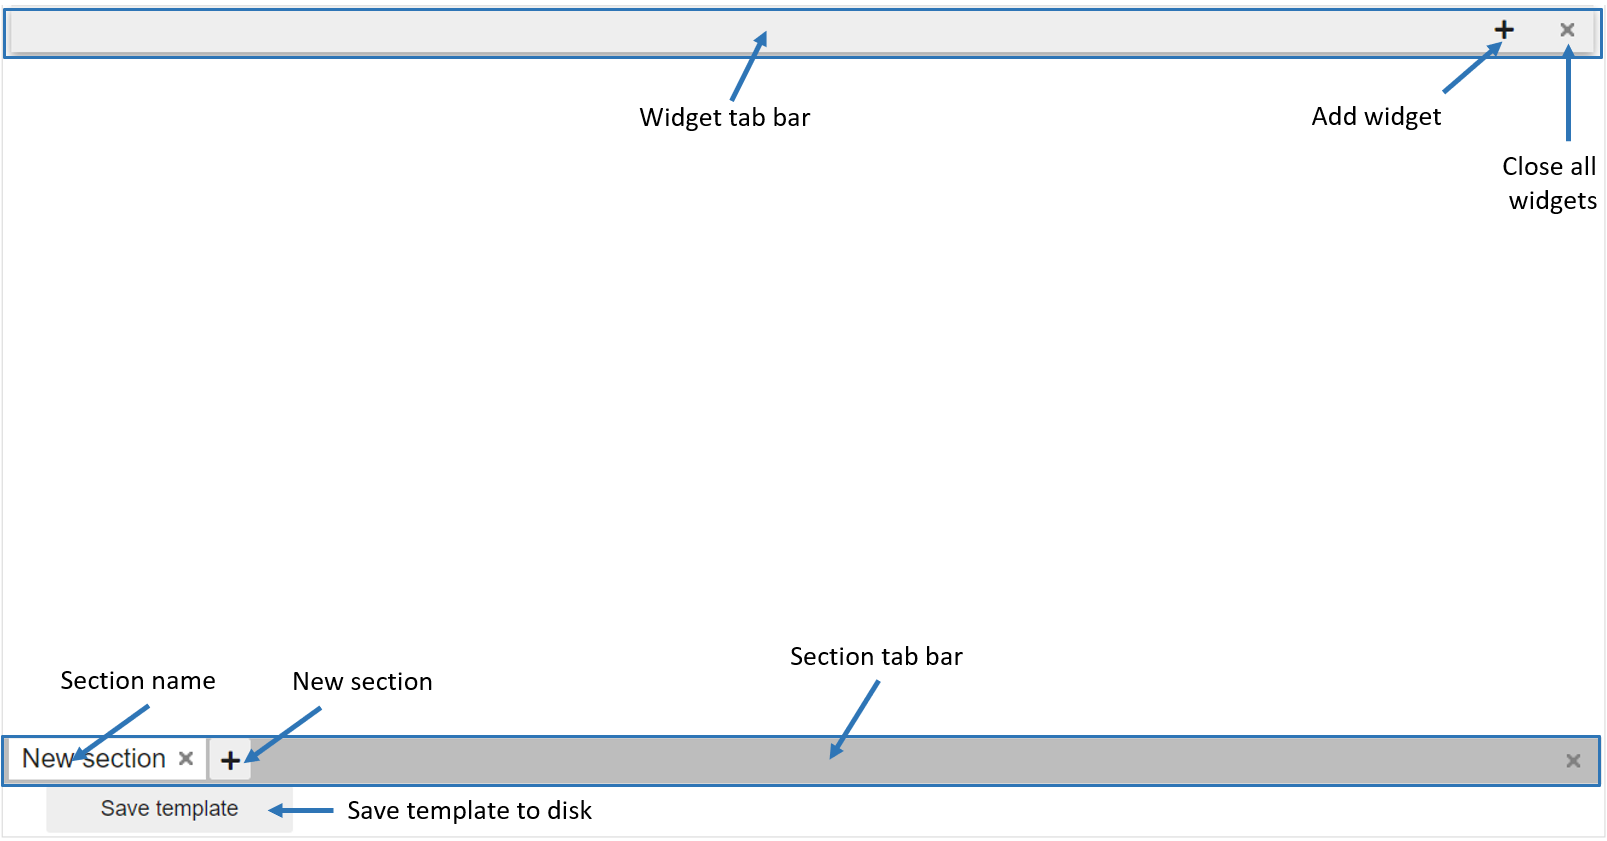 Widget tab bar
Add widget
Close all
widgets
Section tab bar
Section name
New section
New section
Save template
Save template to disk